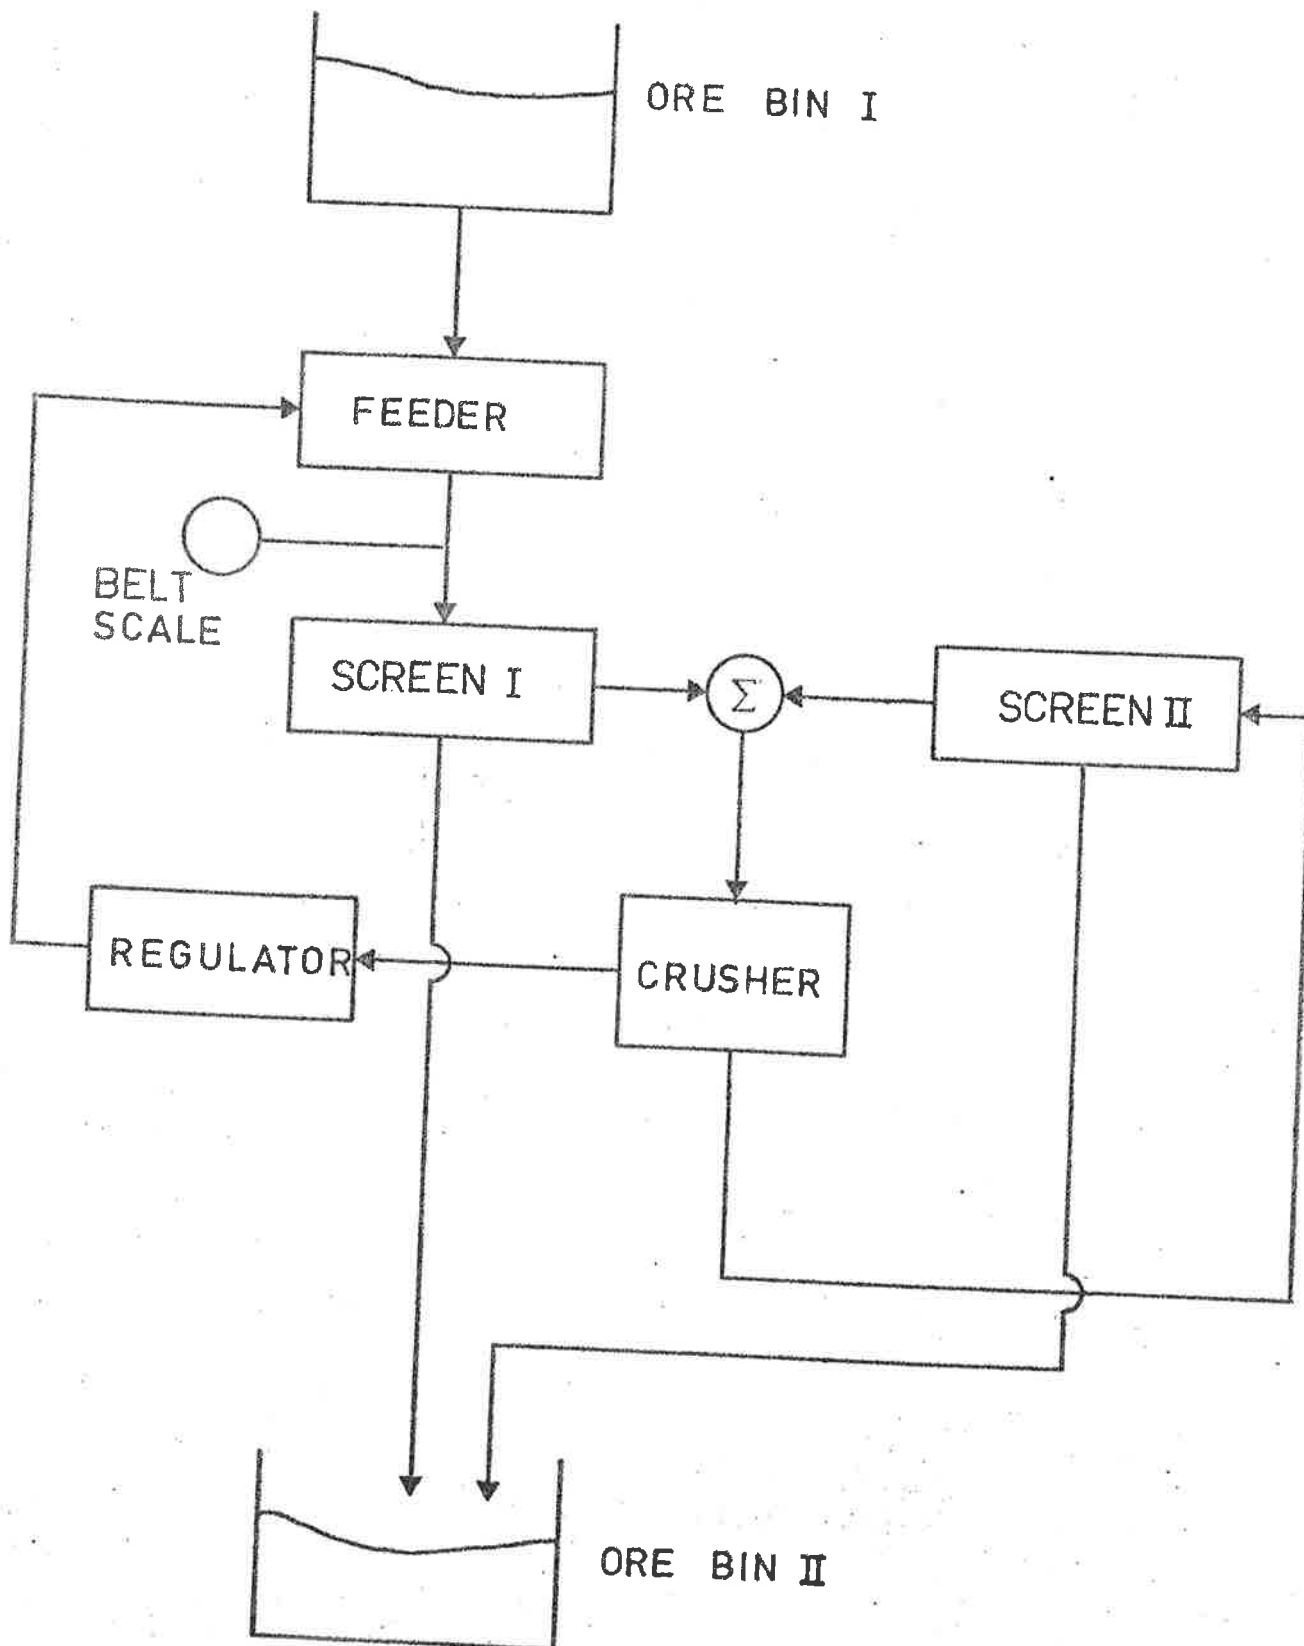 ORE BIN I
FEEDER
BELT
SCALE
SCREEN I
Σ
SCREEN II
REGULATOR
CRUSHER
ORE BIN II